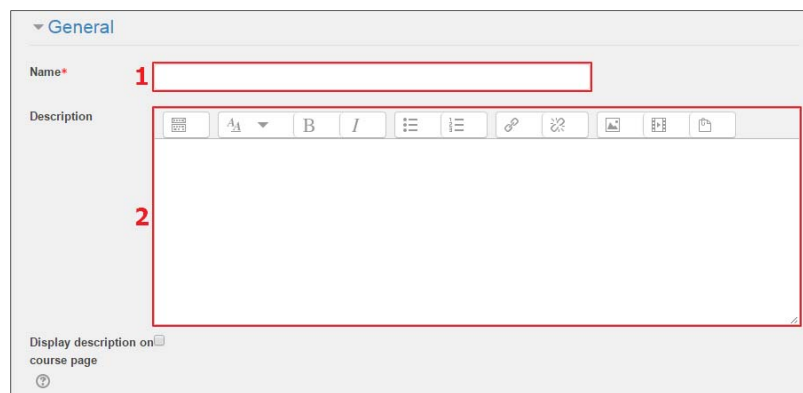 General
Name*
1
Description
B I
2
Display description on
course page